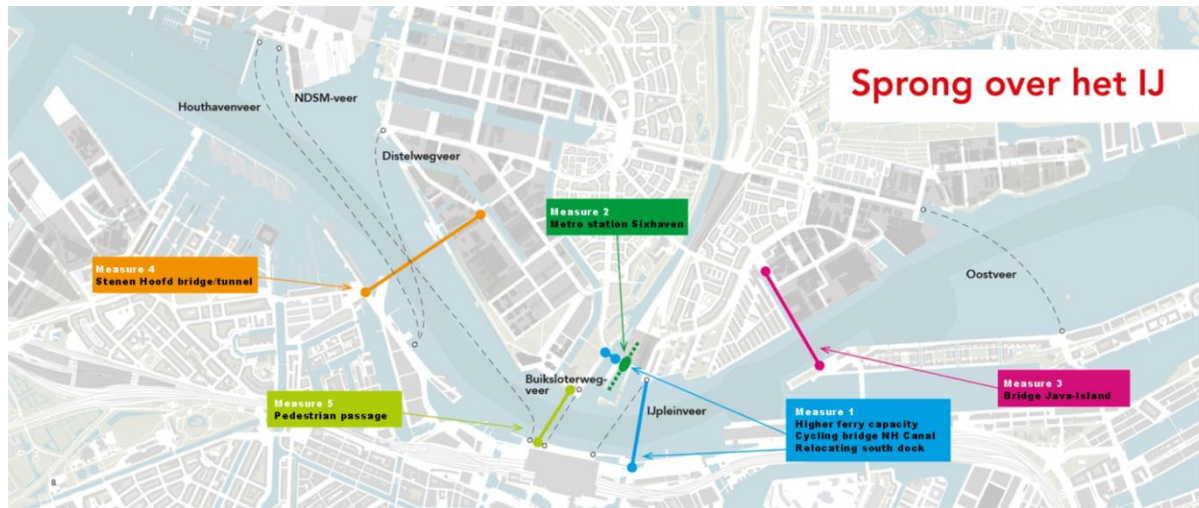 Sprong over het IJ
Houthavenveer
NDSM-veer
Distelwegveer
Measure 2
Metro station Sixhaven
Measure 4
Stenen Hoofd bridge/tunnel
Oostveer
Buiksloterweg-
veer
IJpleinveer
Measure 3
Bridge Java-Island
Measure 5
Pedestrian passage
Measure 1
Higher ferry capacity
Cycling bridge NH Canal
Relocating south dock
8